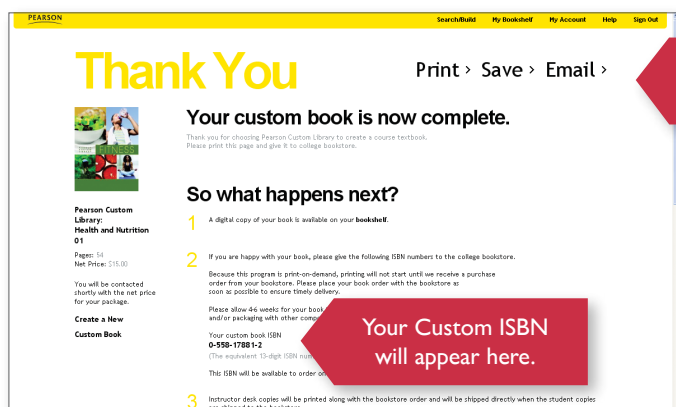 PEARSON
Search/Build My Bookshelf My Account Help Sign Out
Thank You
Print › Save › Email ›
FITNESS
Your custom book is now complete.
Thank you for choosing Pearson Custom Library to create a course textbook.
Please print this page and give it to college bookstore.
So what happens next?
Pearson Custom
Library:
Health and Nutrition
01
Pages: 54
Net Price: $15.00
You will be contacted
shortly with the net price
for your package.
Create a New
Custom Book
1 A digital copy of your book is available on your bookshelf.
2 If you are happy with your book, please give the following ISBN numbers to the college bookstore.
Because this program is print-on-demand, printing will not start until we receive a purchase
order from your bookstore. Please place your book order with the bookstore as
soon as possible to ensure timely delivery.
Please allow 4-6 weeks for your book
and/or packaging with other
Your custom book ISBN
0-558-17881-2
(The equivalent 13-digit ISBN
This ISBN will be available to order
Your Custom ISBN
will appear here.
3 Instructor desk copies will be printed along with the bookstore order and will be shipped directly when the student copies
are shipped to the bookstore.